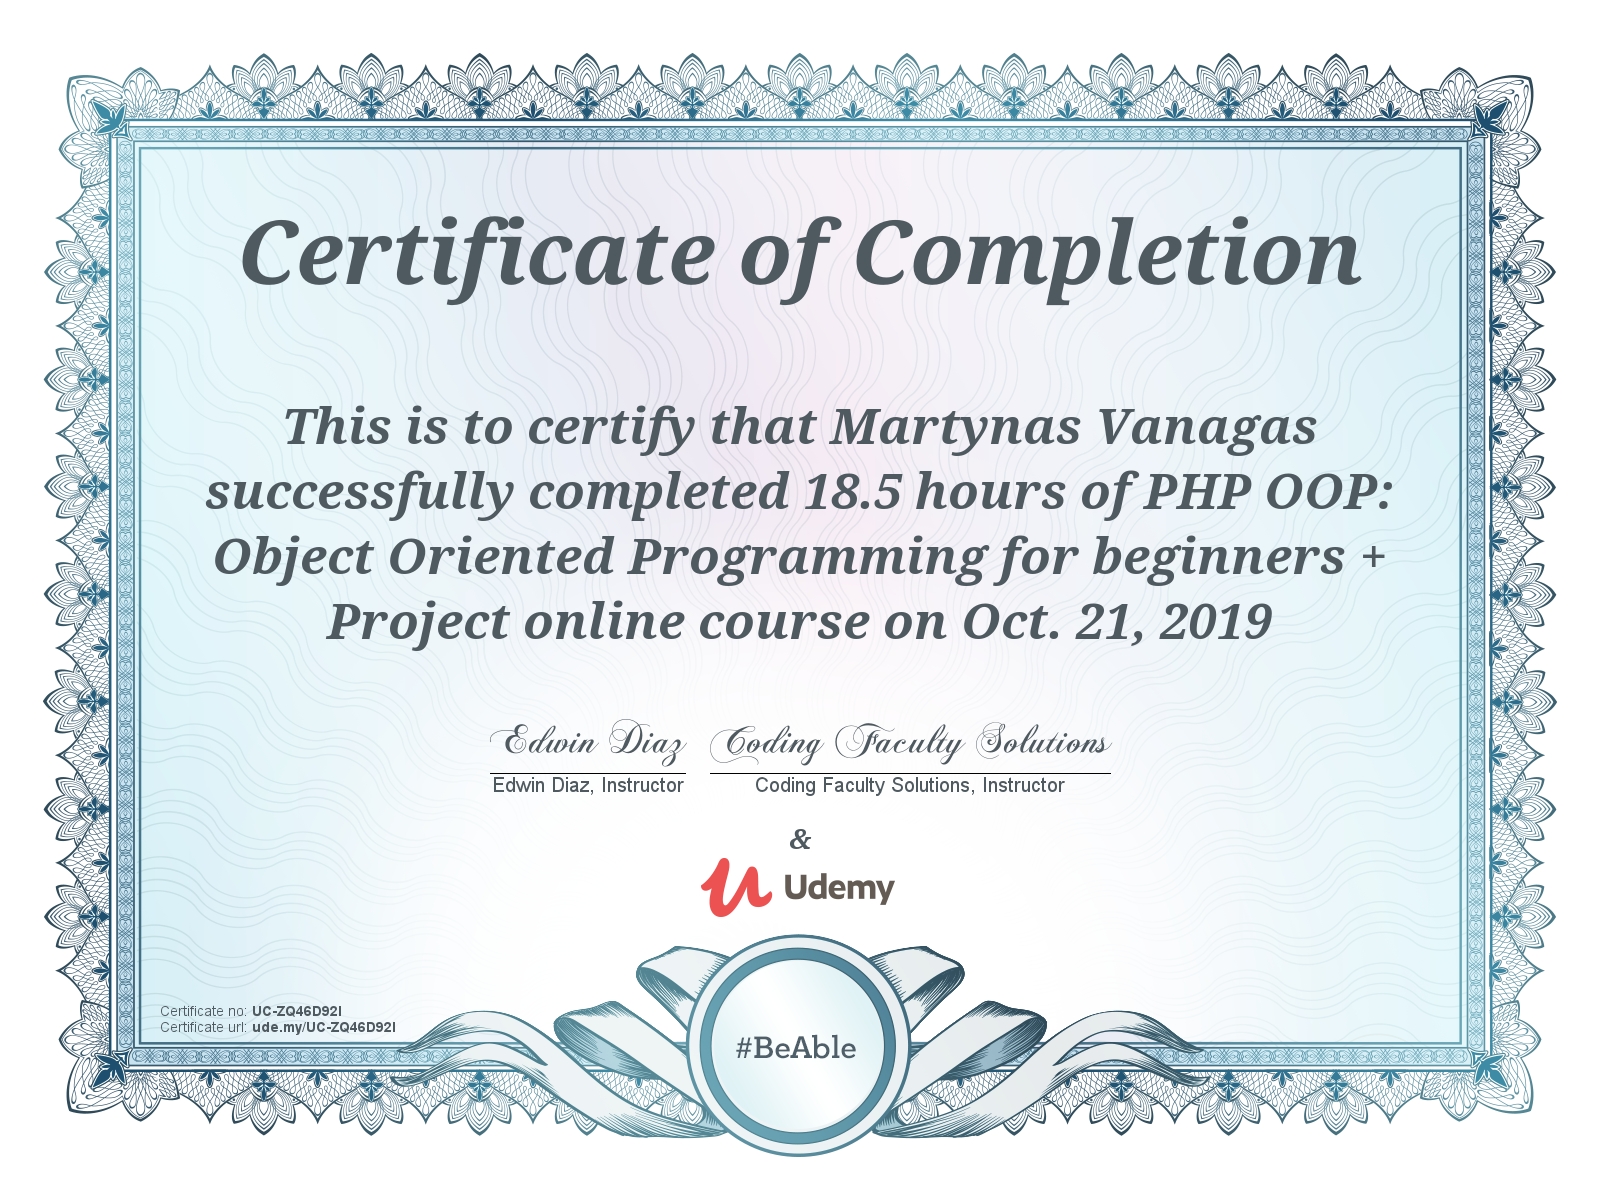 Certificate of Completion
This is to certify that Martynas Vanagas
successfully completed 18.5 hours of PHP OOP:
Object Oriented Programming for beginners +
Project online course on Oct. 21, 2019
Edwin Diaz Coding Faculty Solutions
Edwin Diaz, Instructor Coding Faculty Solutions, Instructor
&
Udemy
Certificate no: UC-ZQ46D92I
Certificate url: ude.my/UC-ZQ46D92I
#BeAble